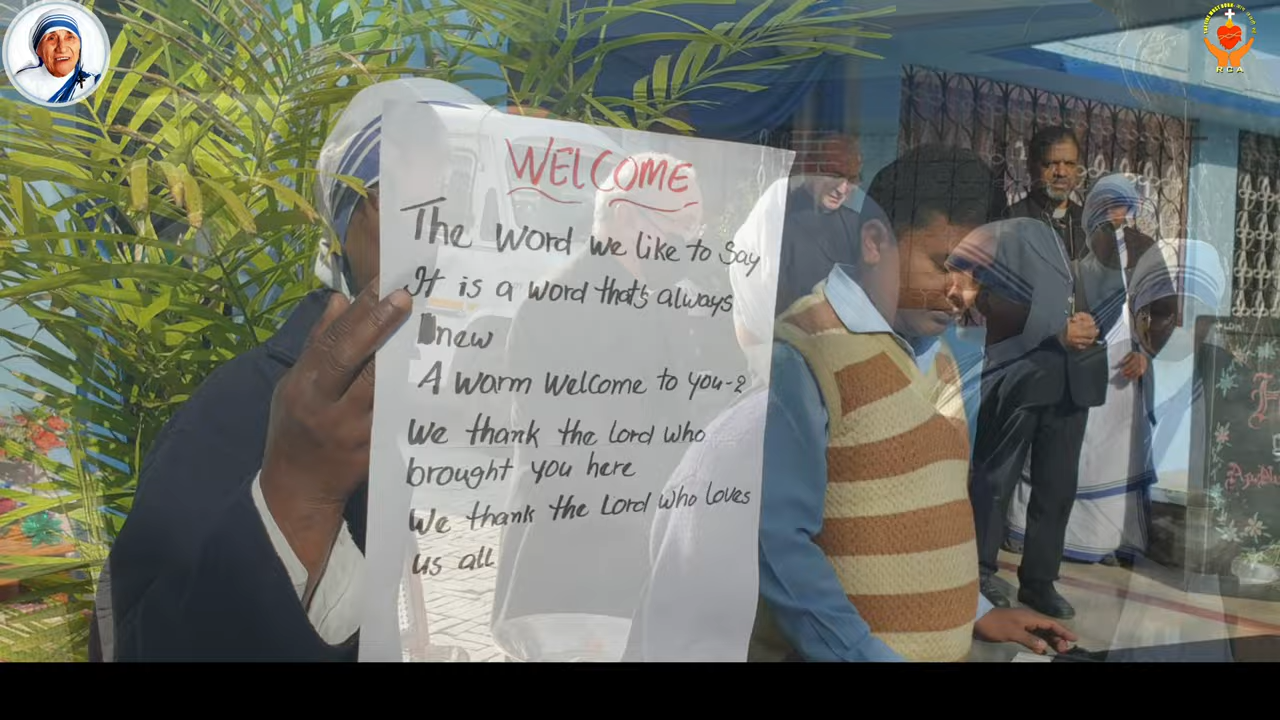 WELCOME
The word we like to say
It is a word that's always
new
A warm welcome to you-2
We thank the Lord who
brought you here
We thank the Lord who loves
us all
RCA